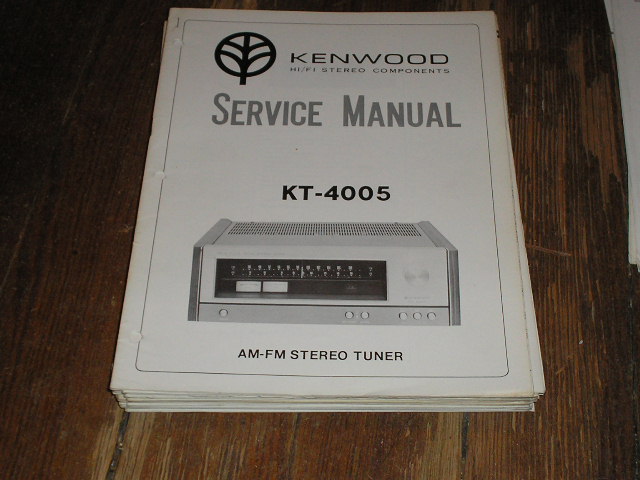 KENWOOD
HI/FI STEREO COMPONENTS
SERVICE MANUAL
KT-4005
AM-FM STEREO TUNER